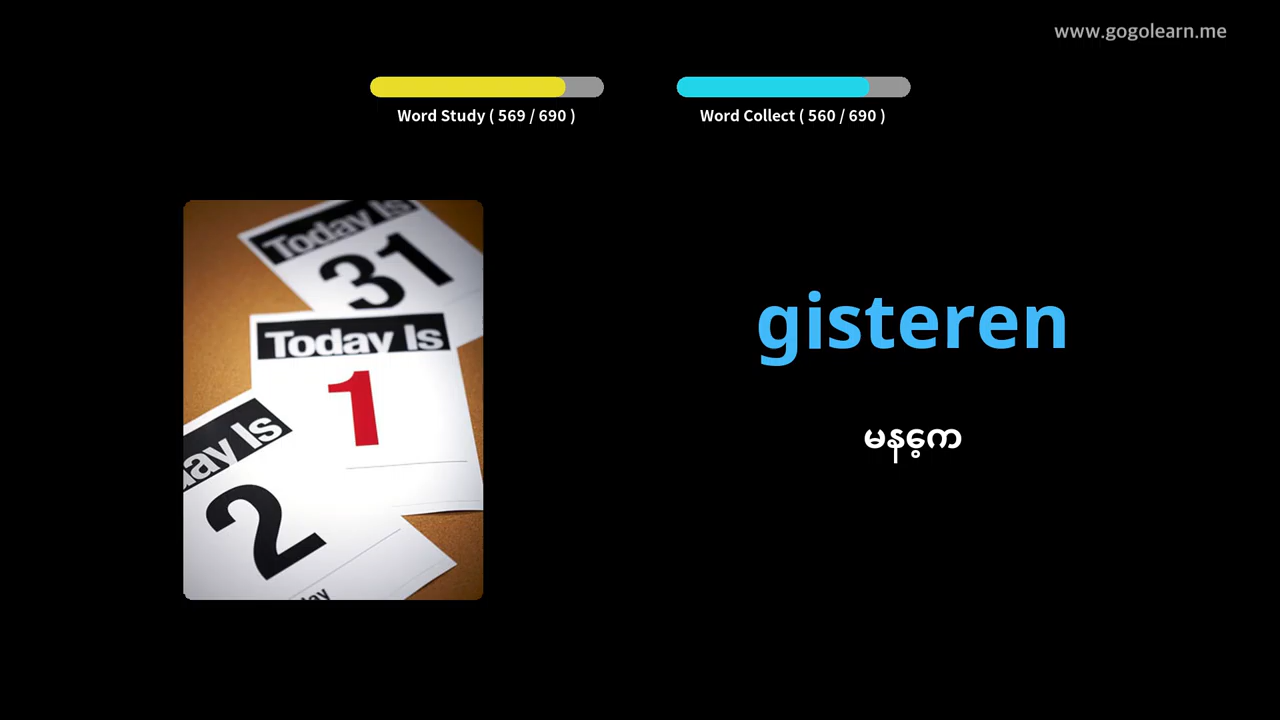 www.gogolearn.me
Word Study ( 569 / 690 )
Word Collect ( 560 / 690 )
Today Is
31
Today Is
1
ay Is
2
day
gisteren
မနေ့က